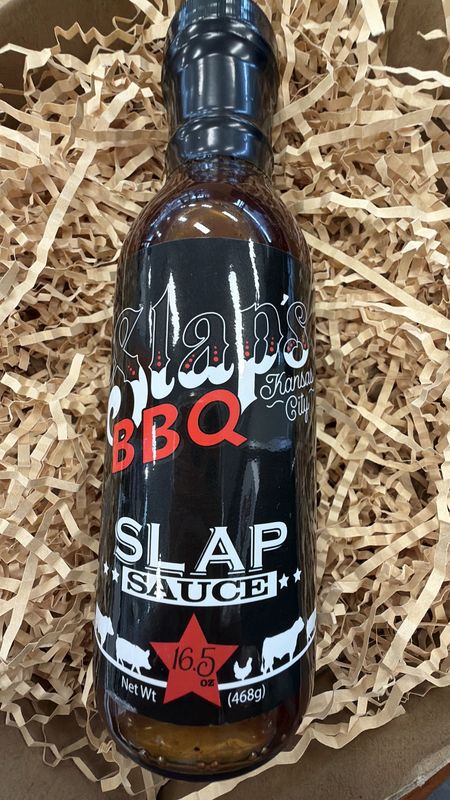 Slap's
Kansas
City
BBQ
SLAP
SAUCE
16.5
oz
Net Wt
(468g)